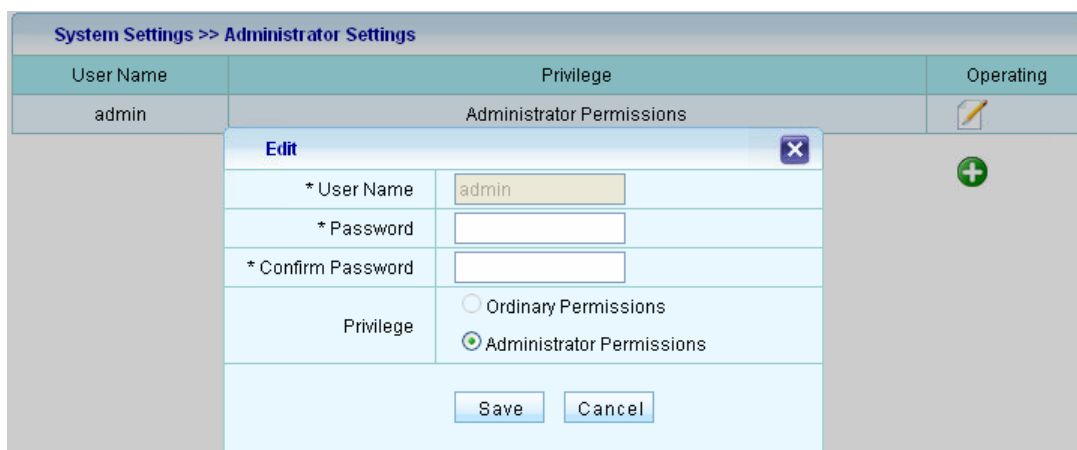 System Settings >> Administrator Settings
User Name Privilege Operating
admin Administrator Permissions
Edit
* User Name admin
* Password
* Confirm Password
Privilege
Ordinary Permissions
Administrator Permissions
Save Cancel